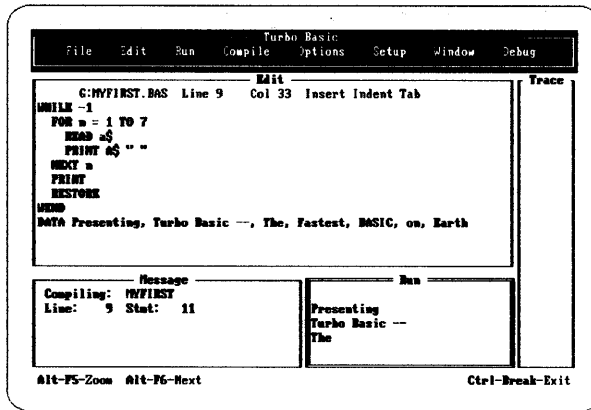 Turbo Basic
File Edit Run Compile Options Setup Window Debug
Edit
G:MYFIRST.BAS Line 9 Col 33 Insert Indent Tab
WHILE -1
FOR n = 1 TO 7
READ a$
PRINT A$ " "
NEXT n
PRINT
RESTORE
WEND
DATA Presenting, Turbo Basic --, The, Fastest, BASIC, on, Earth
Trace
Message
Compiling: MYFIRST
Line: 9 Stmt: 11
Run
Presenting
Turbo Basic --
The
Alt-F5-Zoom Alt-F6-Next Ctrl-Break-Exit